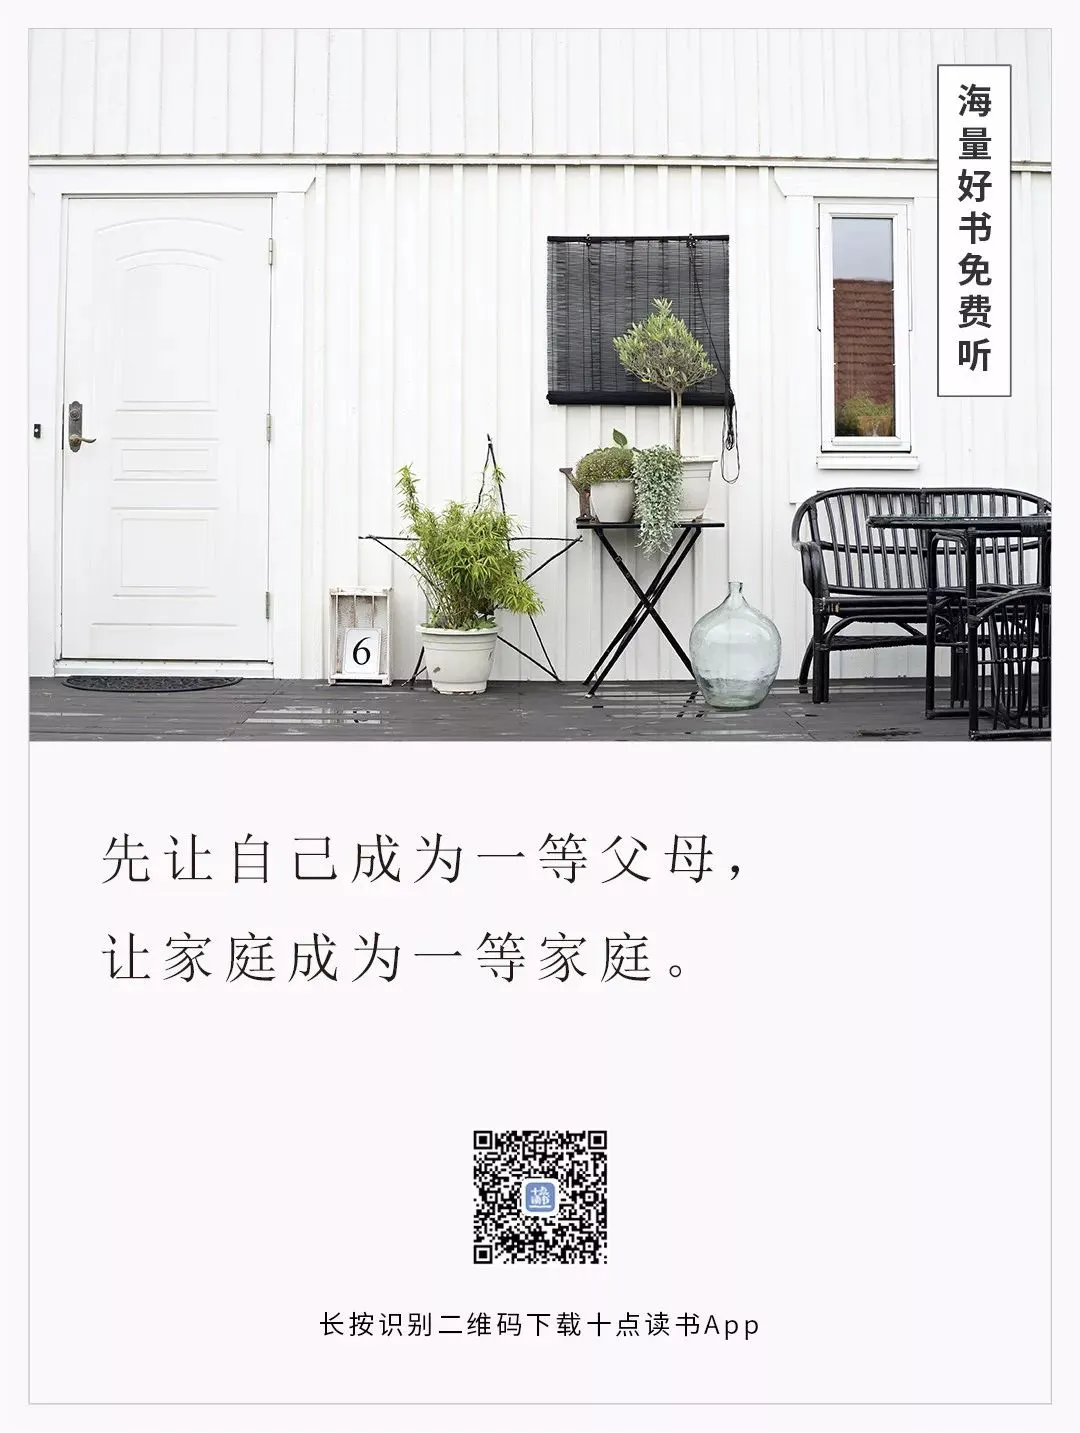 海量好书免费听
6
先让自己成为一等父母，
让家庭成为一等家庭。
长按识别二维码下载十点读书App